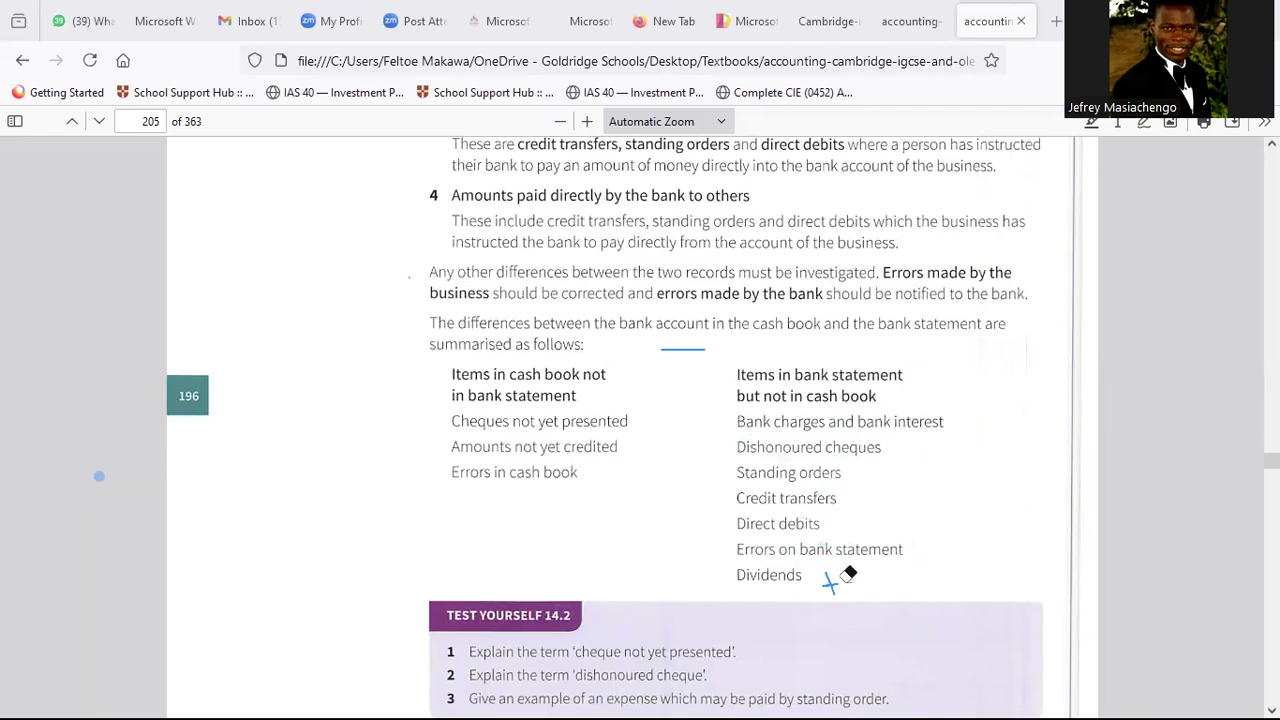 (39) Wha
Microsoft W
Inbox (1
My Profi
Post Atte
Microsof
Microsof
New Tab
Microso
Cambridge-i
accounting-
accounting
file:///C:/Users/Feltoe Makawa/OneDrive - Goldridge Schools/Desktop/Textbooks/accounting-cambridge-igcse-and-ole
Getting Started
School Support Hub :: ...
IAS 40 — Investment P...
School Support Hub :: ...
IAS 40 — Investment P...
Complete CIE (0452) A...
Jefrey Masiachengo
205 of 363
Automatic Zoom
These are credit transfers, standing orders and direct debits where a person has instructed
their bank to pay an amount of money directly into the bank account of the business.
4 Amounts paid directly by the bank to others
These include credit transfers, standing orders and direct debits which the business has
instructed the bank to pay directly from the account of the business.
Any other differences between the two records must be investigated. Errors made by the
business should be corrected and errors made by the bank should be notified to the bank.
The differences between the bank account in the cash book and the bank statement are
summarised as follows:
196
Items in cash book not
in bank statement
Cheques not yet presented
Amounts not yet credited
Errors in cash book
Items in bank statement
but not in cash book
Bank charges and bank interest
Dishonoured cheques
Standing orders
Credit transfers
Direct debits
Errors on bank statement
Dividends +
TEST YOURSELF 14.2
1 Explain the term ‘cheque not yet presented’.
2 Explain the term ‘dishonoured cheque’.
3 Give an example of an expense which may be paid by standing order.